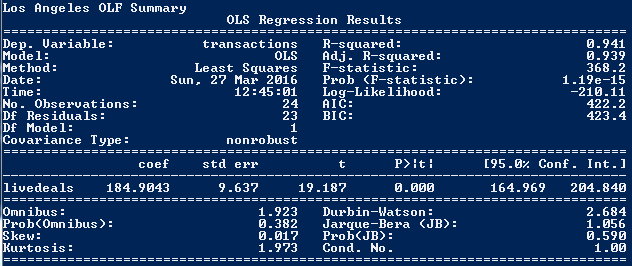 Los Angeles OLF Summary
OLS Regression Results
Dep. Variable: transactions R-squared: 0.941
Model: OLS Adj. R-squared: 0.939
Method: Least Squares F-statistic: 368.2
Date: Sun, 27 Mar 2016 Prob (F-statistic): 1.19e-15
Time: 12:45:01 Log-Likelihood: -210.11
No. Observations: 24 AIC: 422.2
Df Residuals: 23 BIC: 423.4
Df Model: 1
Covariance Type: nonrobust
coef std err t P>|t| [95.0% Conf. Int.]
livedeals 184.9043 9.637 19.187 0.000 164.969 204.840
Omnibus: 1.923 Durbin-Watson: 2.684
Prob(Omnibus): 0.382 Jarque-Bera (JB): 1.056
Skew: 0.017 Prob(JB): 0.590
Kurtosis: 1.973 Cond. No. 1.00